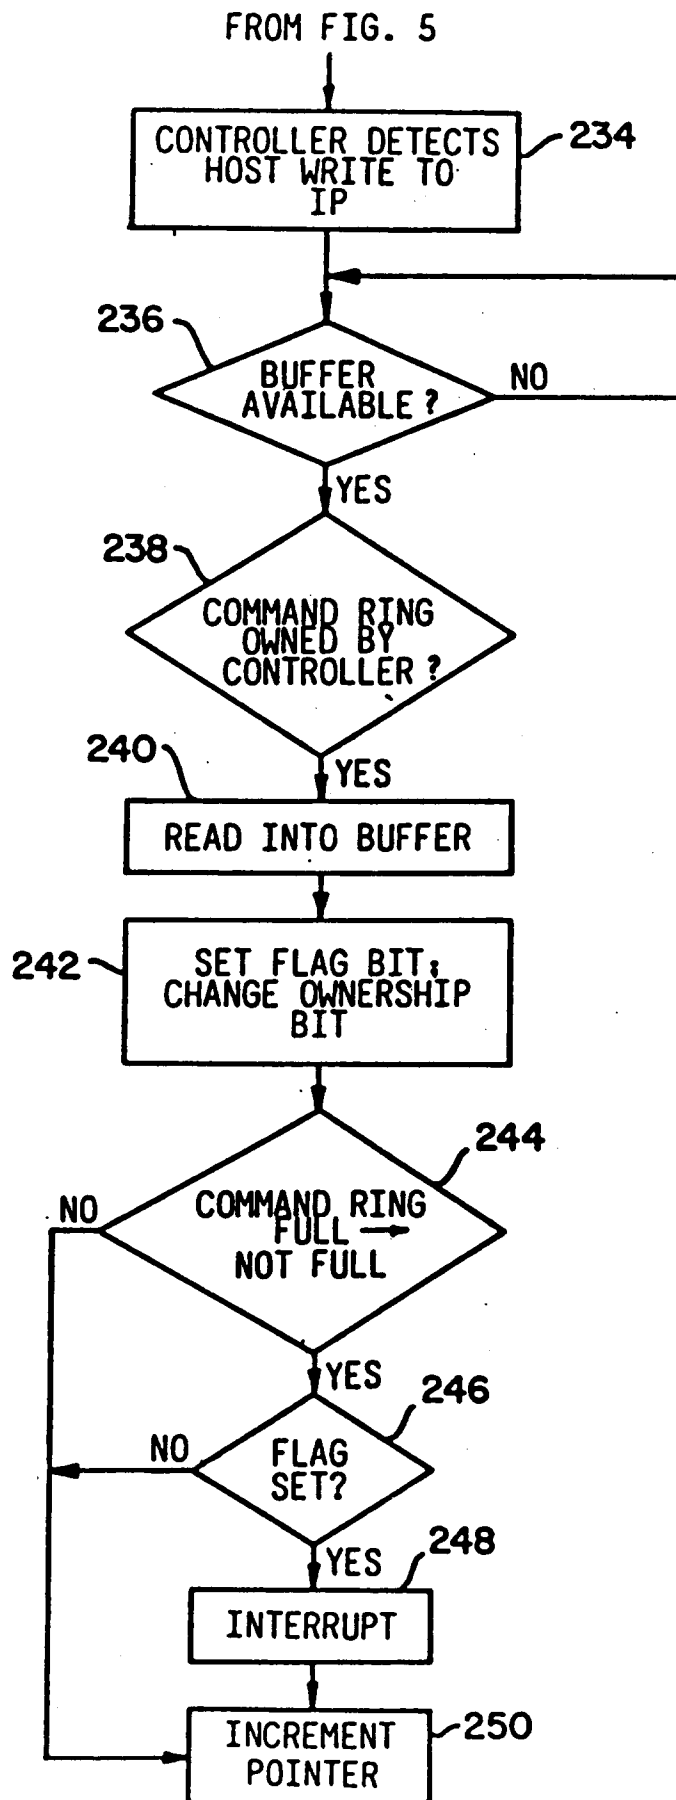 FROM FIG. 5
CONTROLLER DETECTS
HOST WRITE TO
IP
234
236
BUFFER
AVAILABLE ?
NO
YES
238
COMMAND RING
OWNED BY
CONTROLLER ?
240
YES
READ INTO BUFFER
242
SET FLAG BIT;
CHANGE OWNERSHIP
BIT
244
NO
COMMAND RING
FULL →
NOT FULL
YES
246
NO
FLAG
SET?
248
YES
INTERRUPT
250
INCREMENT
POINTER